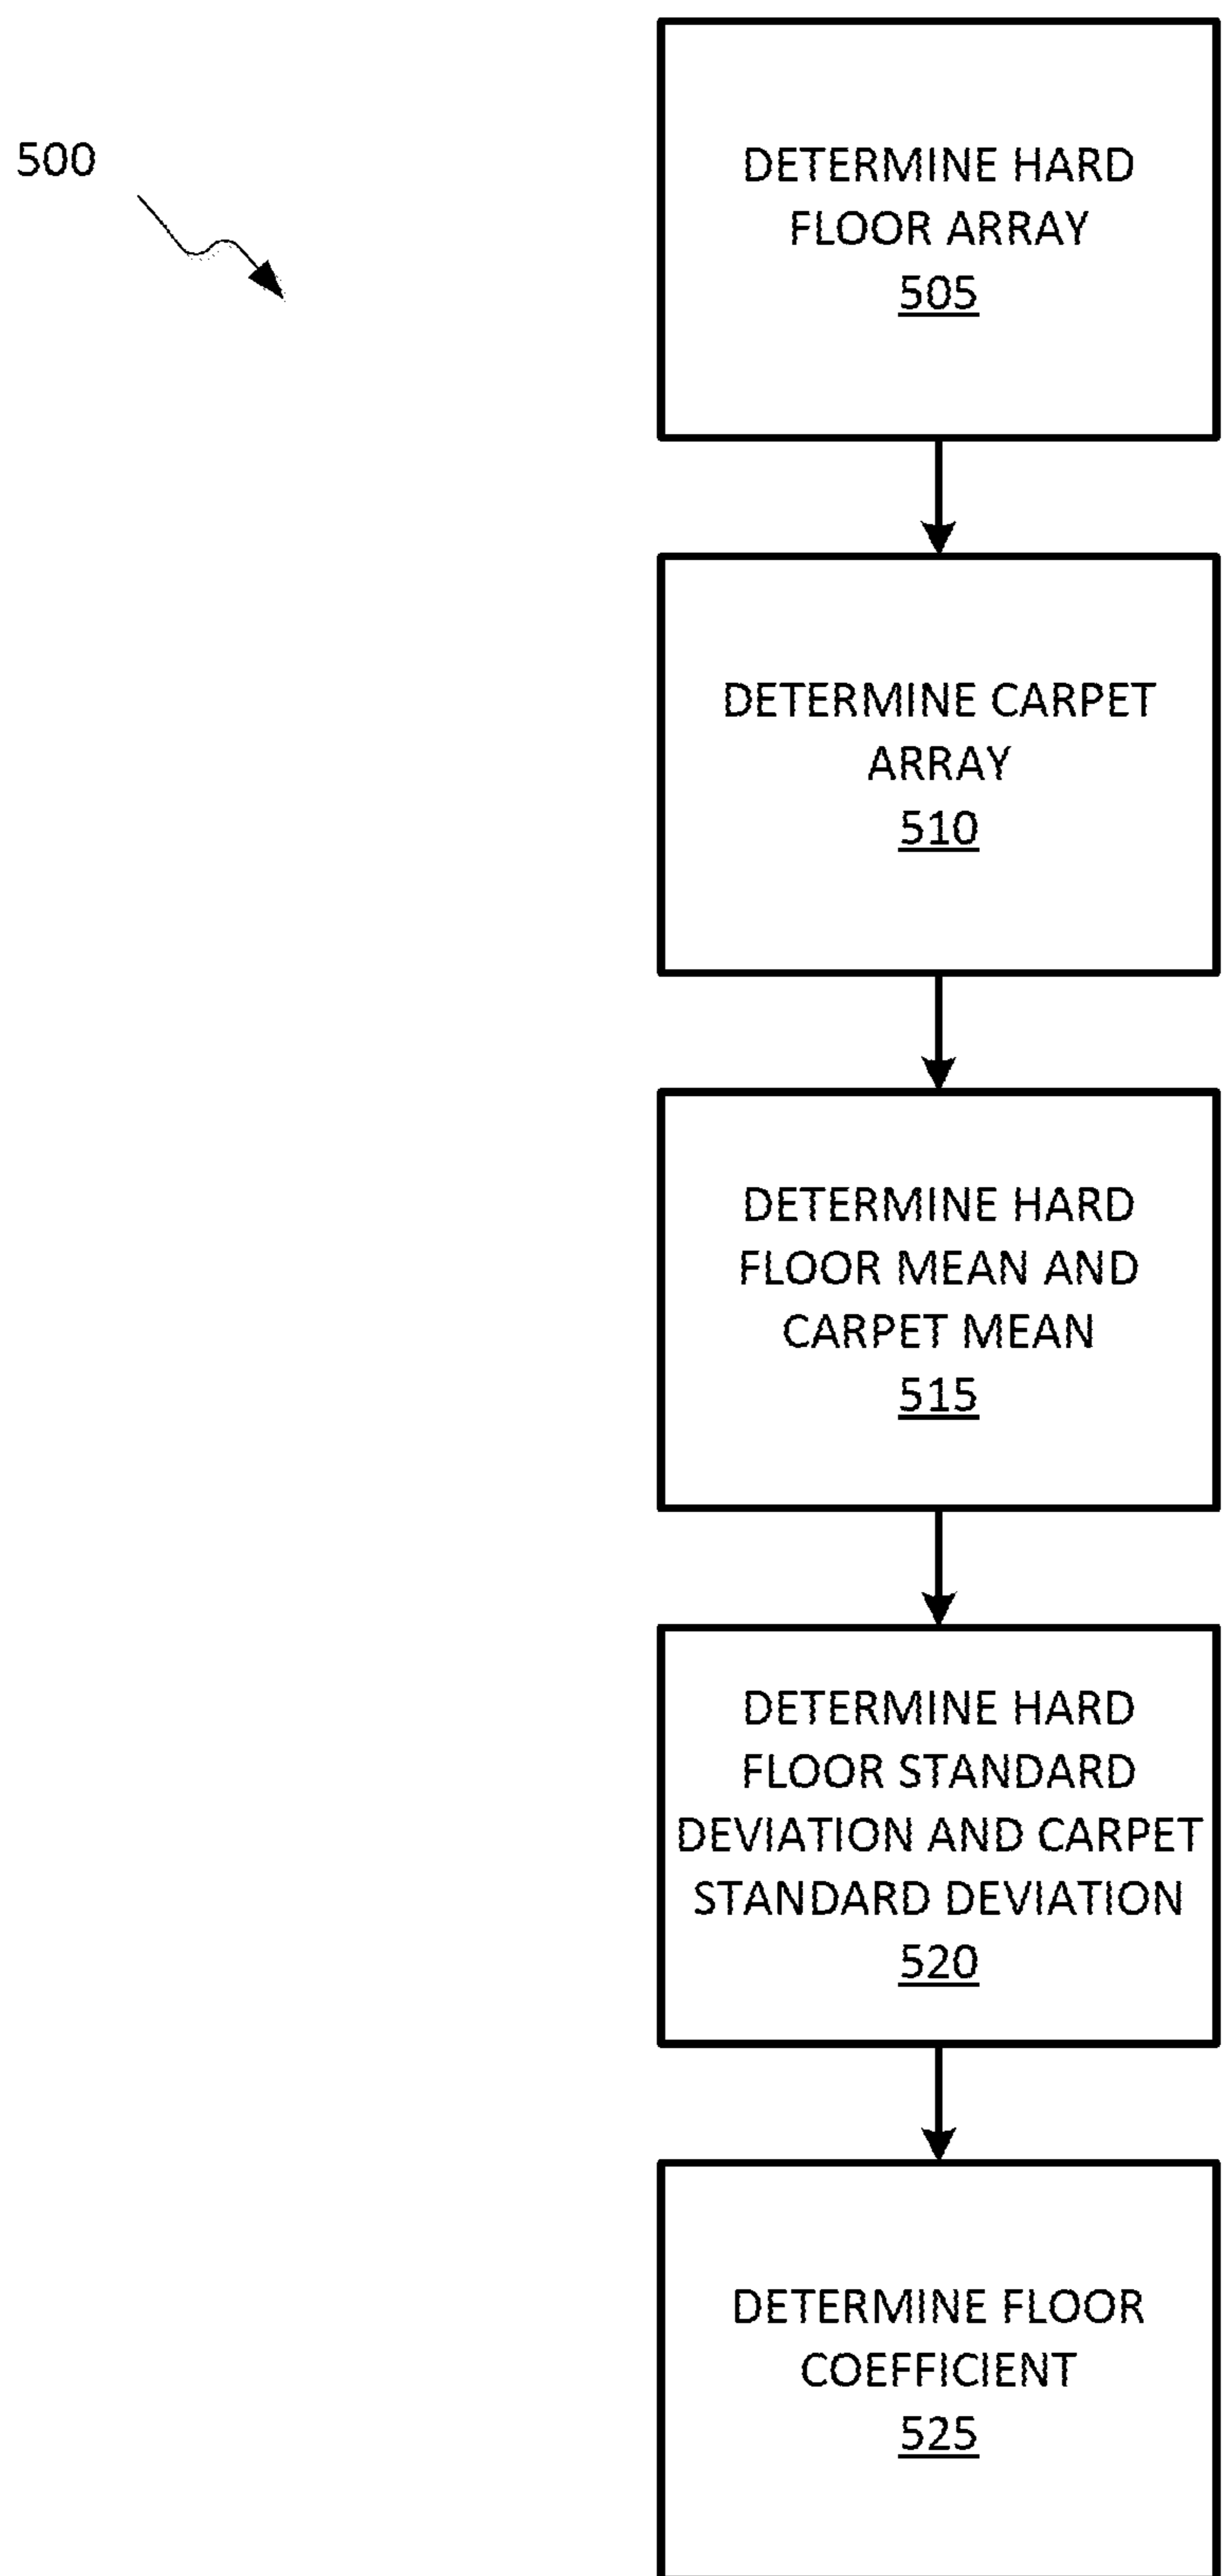 500
DETERMINE HARD
FLOOR ARRAY
505
DETERMINE CARPET
ARRAY
510
DETERMINE HARD
FLOOR MEAN AND
CARPET MEAN
515
DETERMINE HARD
FLOOR STANDARD
DEVIATION AND CARPET
STANDARD DEVIATION
520
DETERMINE FLOOR
COEFFICIENT
525